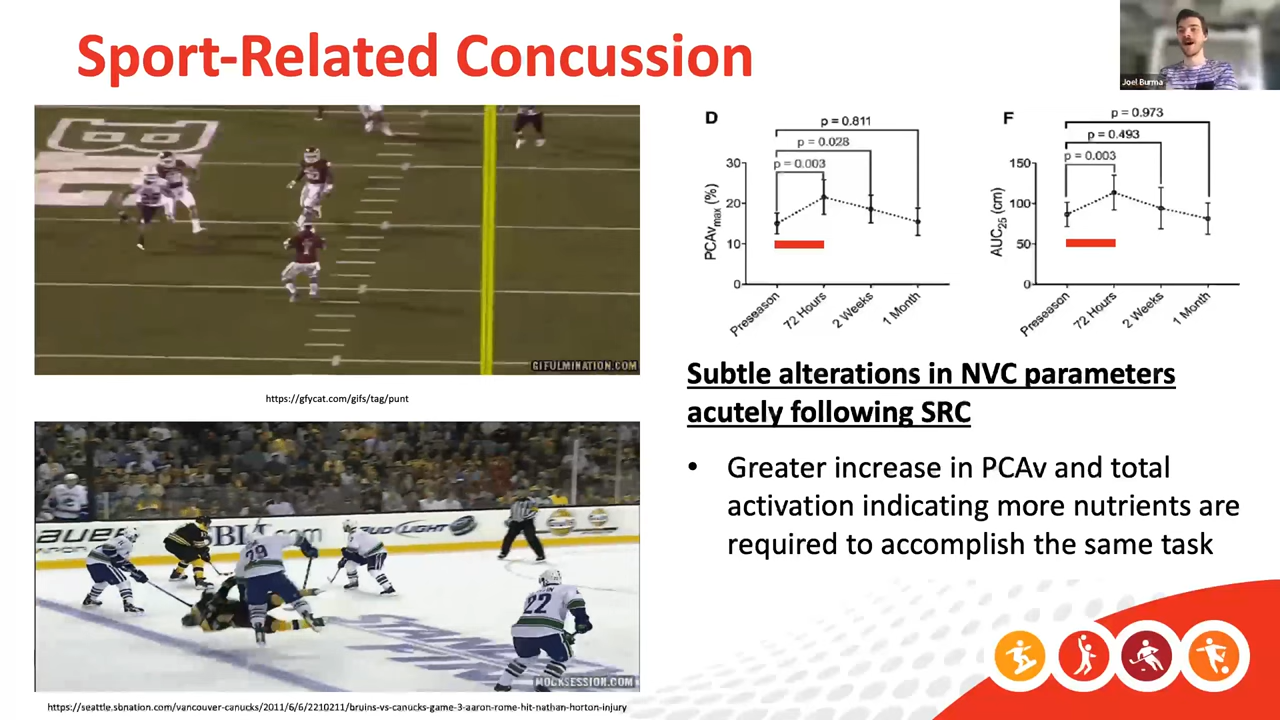 Sport-Related Concussion
Joel Burma
GIFULMINATION.COM
https://gfycat.com/gifs/tag/punt
BUD LIGHT
29
22
MOCKSESSION.COM
https://seattle.sbnation.com/vancouver-canucks/2011/6/6/2210211/bruins-vs-canucks-game-3-aaron-rome-hit-nathan-horton-injury
D
p = 0.811
p = 0.028
p = 0.003
30
20
10
0
PCAvmax (%)
Preseason
72 Hours
2 Weeks
1 Month
F
p = 0.973
p = 0.493
p = 0.003
150
100
50
0
AUC25 (cm)
Preseason
72 Hours
2 Weeks
1 Month
Subtle alterations in NVC parameters
acutely following SRC
• Greater increase in PCAv and total
activation indicating more nutrients are
required to accomplish the same task